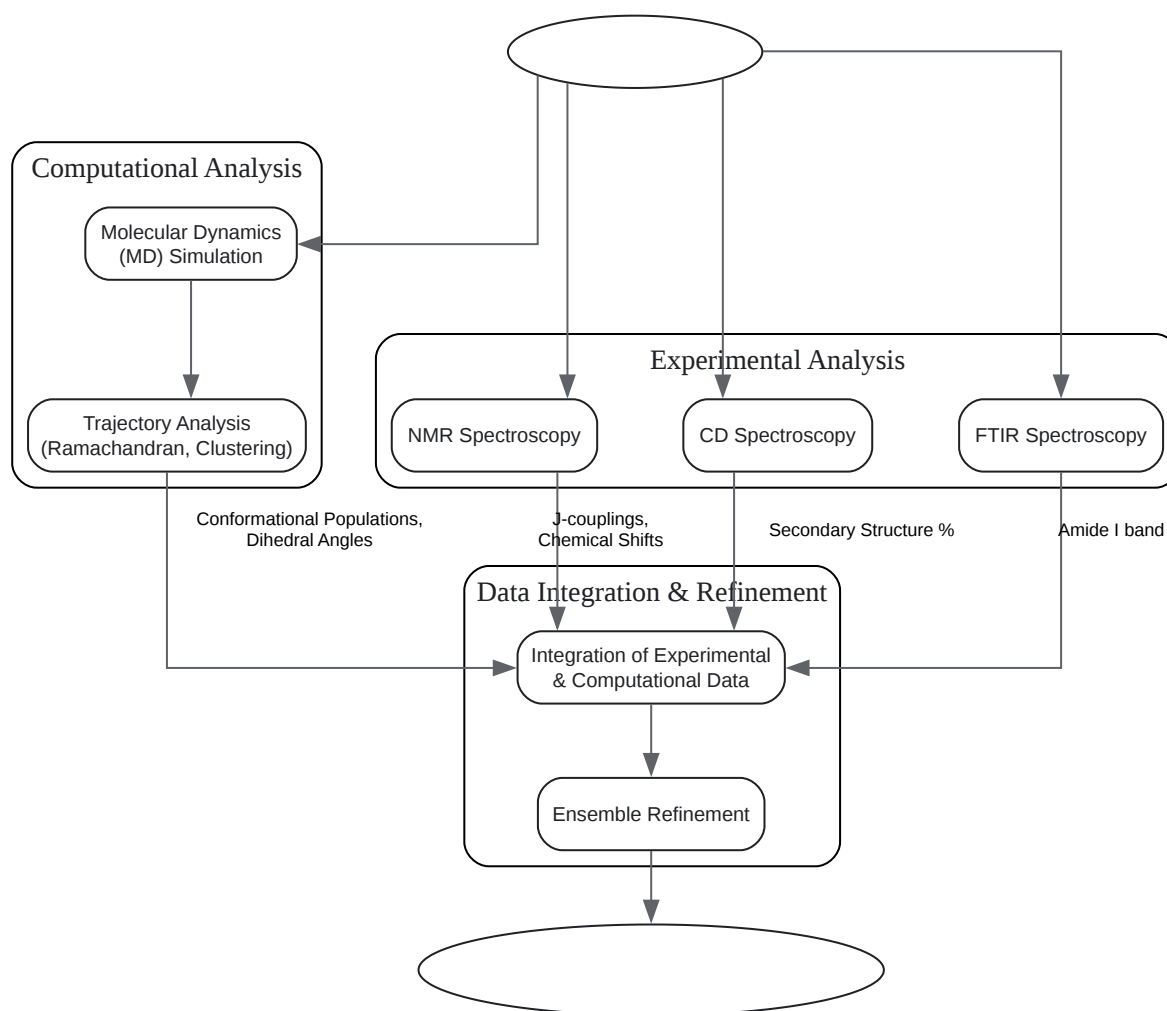 Computational Analysis
Molecular Dynamics
(MD) Simulation
Trajectory Analysis
(Ramachandran, Clustering)
Experimental Analysis
NMR Spectroscopy
CD Spectroscopy
FTIR Spectroscopy
Conformational Populations,
Dihedral Angles
J-couplings,
Chemical Shifts
Secondary Structure %
Amide I band
Data Integration & Refinement
Integration of Experimental
& Computational Data
Ensemble Refinement